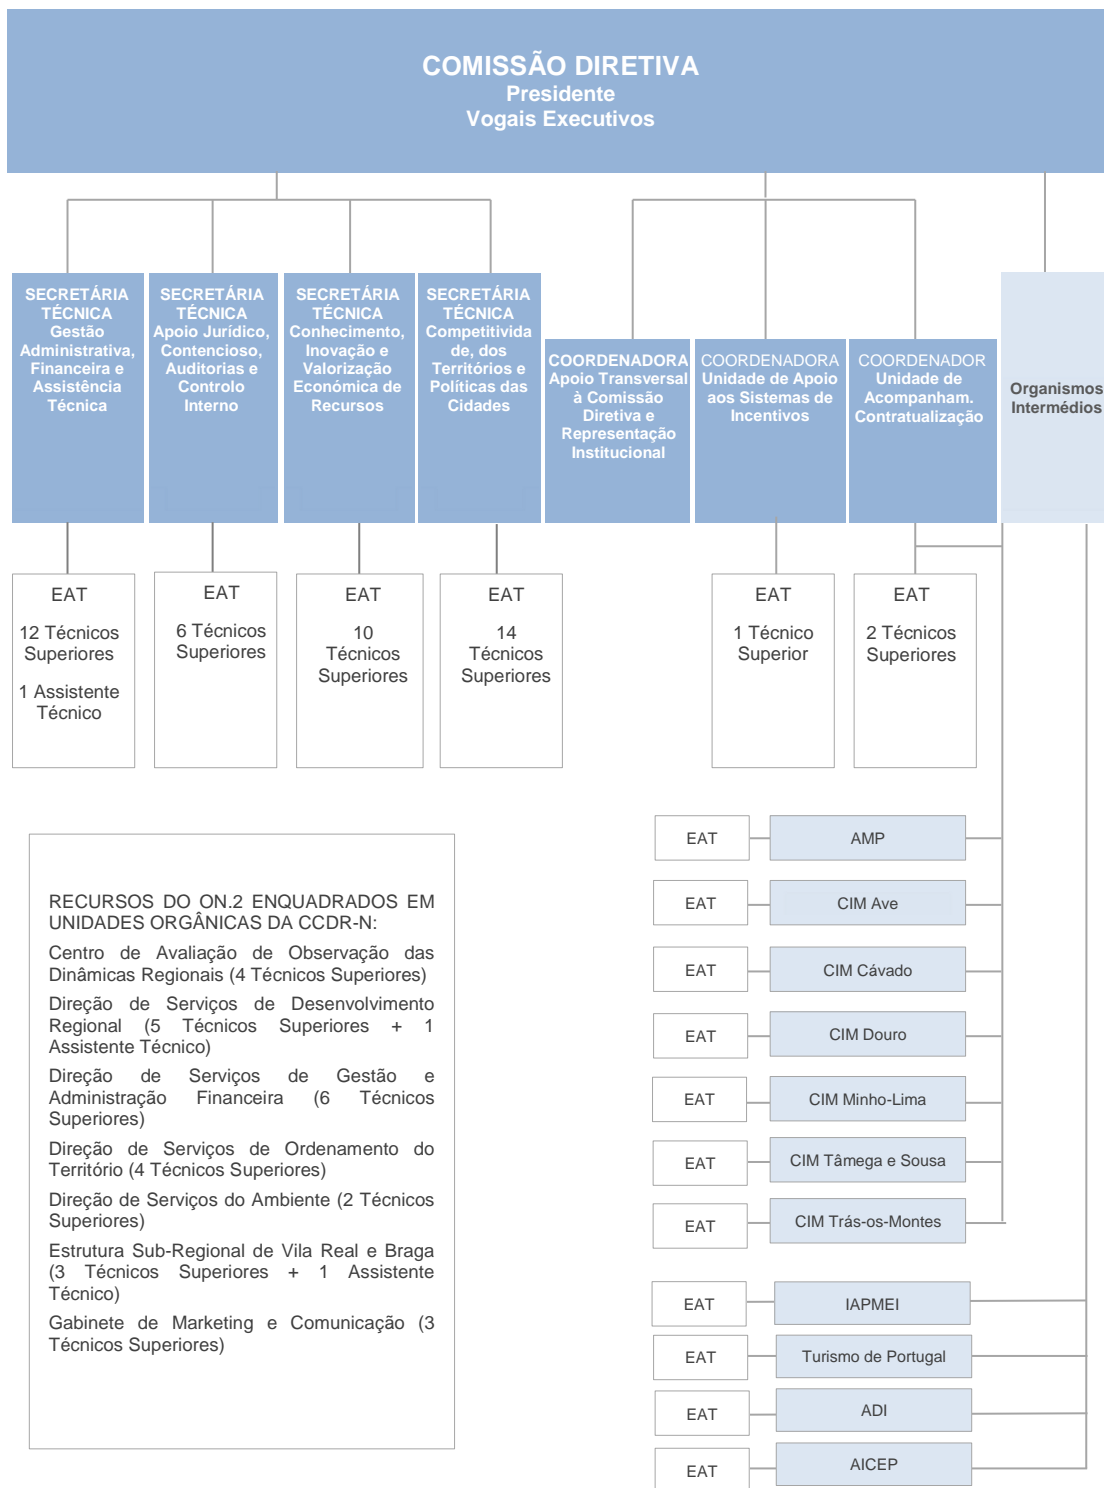 COMISSÃO DIRETIVA
Presidente
Vogais Executivos
SECRETÁRIA
TÉCNICA
Gestão
Administrativa,
Financeira e
Assistência
Técnica
SECRETÁRIA
TÉCNICA
Apoio Jurídico,
Contencioso,
Auditorias e
Controlo
Interno
SECRETÁRIA
TÉCNICA
Conhecimento,
Inovação e
Valorização
Económica de
Recursos
SECRETÁRIA
TÉCNICA
Competitivida
de, dos
Territórios e
Políticas das
Cidades
COORDENADORA
Apoio Transversal
à Comissão
Diretiva e
Representação
Institucional
COORDENADORA
Unidade de Apoio
aos Sistemas de
Incentivos
COORDENADOR
Unidade de
Acompanham.
Contratualização
Organismos
Intermédios
EAT
12 Técnicos
Superiores
1 Assistente
Técnico
EAT
6 Técnicos
Superiores
EAT
10
Técnicos
Superiores
EAT
14
Técnicos
Superiores
EAT
1 Técnico
Superior
EAT
2 Técnicos
Superiores
RECURSOS DO ON.2 ENQUADRADOS EM
UNIDADES ORGÂNICAS DA CCDR-N:
Centro de Avaliação de Observação das
Dinâmicas Regionais (4 Técnicos Superiores)
Direção de Serviços de Desenvolvimento
Regional (5 Técnicos Superiores + 1
Assistente Técnico)
Direção de Serviços de Gestão e
Administração Financeira (6 Técnicos
Superiores)
Direção de Serviços de Ordenamento do
Território (4 Técnicos Superiores)
Direção de Serviços do Ambiente (2 Técnicos
Superiores)
Estrutura Sub-Regional de Vila Real e Braga
(3 Técnicos Superiores + 1 Assistente
Técnico)
Gabinete de Marketing e Comunicação (3
Técnicos Superiores)
EAT AMP
EAT CIM Ave
EAT CIM Cávado
EAT CIM Douro
EAT CIM Minho-Lima
EAT CIM Tâmega e Sousa
EAT CIM Trás-os-Montes
EAT IAPMEI
EAT Turismo de Portugal
EAT ADI
EAT AICEP